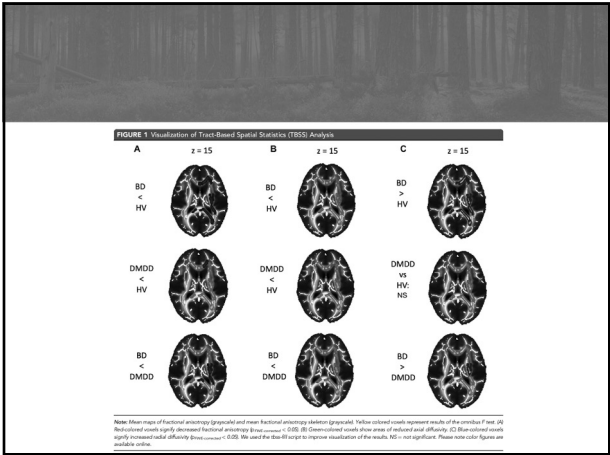 FIGURE 1 Visualization of Tract-Based Spatial Statistics (TBSS) Analysis
A z = 15 B z = 15 C z = 15
BD < HV
BD < HV
BD > HV
DMDD < HV
DMDD < HV
DMDD vs HV: NS
BD < DMDD
BD < DMDD
BD > DMDD
Note: Mean maps of fractional anisotropy (grayscale) and mean fractional anisotropy skeleton (grayscale). Yellow colored voxels represent results of the omnibus F test. (A)
Red-colored voxels signify decreased fractional anisotropy (pFWE corrected < 0.05). (B) Green-colored voxels show areas of reduced axial diffusivity. (C) Blue-colored voxels
signify increased radial diffusivity (pFWE corrected < 0.05). We used the tbss-fill script to improve visualization of the results. NS = not significant. Please note color figures are
available online.